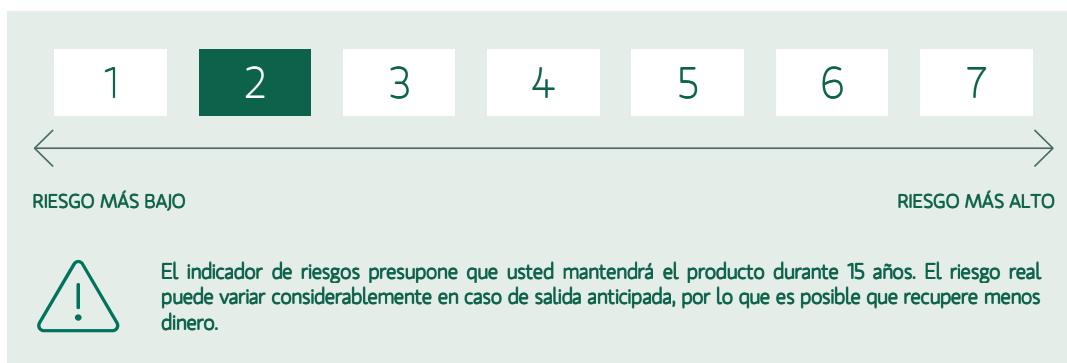 1 2 3 4 5 6 7
RIESGO MÁS BAJO RIESGO MÁS ALTO
El indicador de riesgos presupone que usted mantendrá el producto durante 15 años. El riesgo real
puede variar considerablemente en caso de salida anticipada, por lo que es posible que recupere menos
dinero.